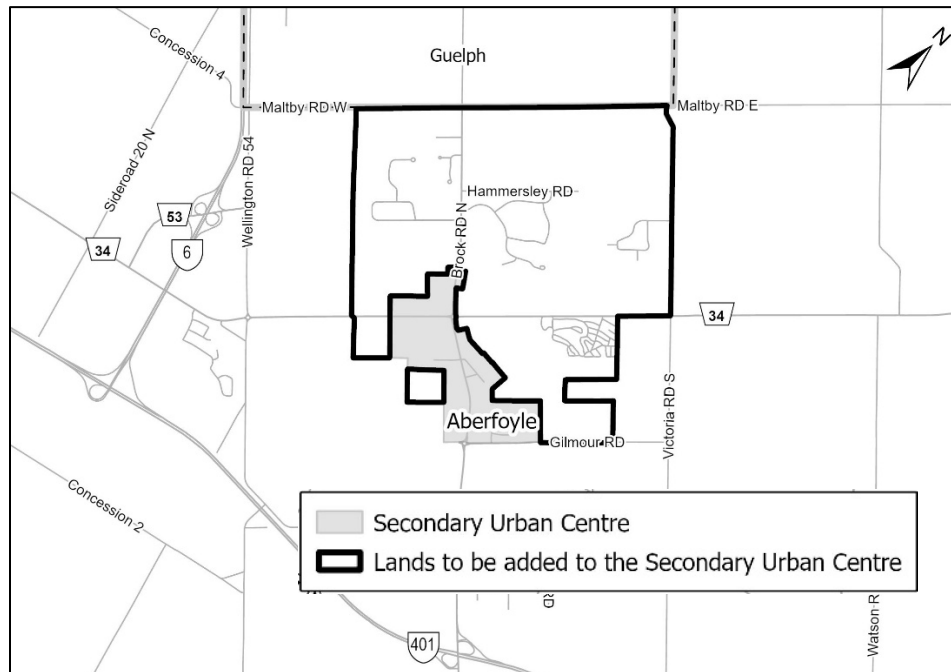 Guelph
Concession 4
N
Maltby RD W
Maltby RD E
Sideroad 20 N
Wellington RD 54
Hammersley RD
Brock RD N
53
6
34
34
Aberfoyle
Gilmour RD
Victoria RD S
Concession 2
Secondary Urban Centre
Lands to be added to the Secondary Urban Centre
RD
Watson R
401